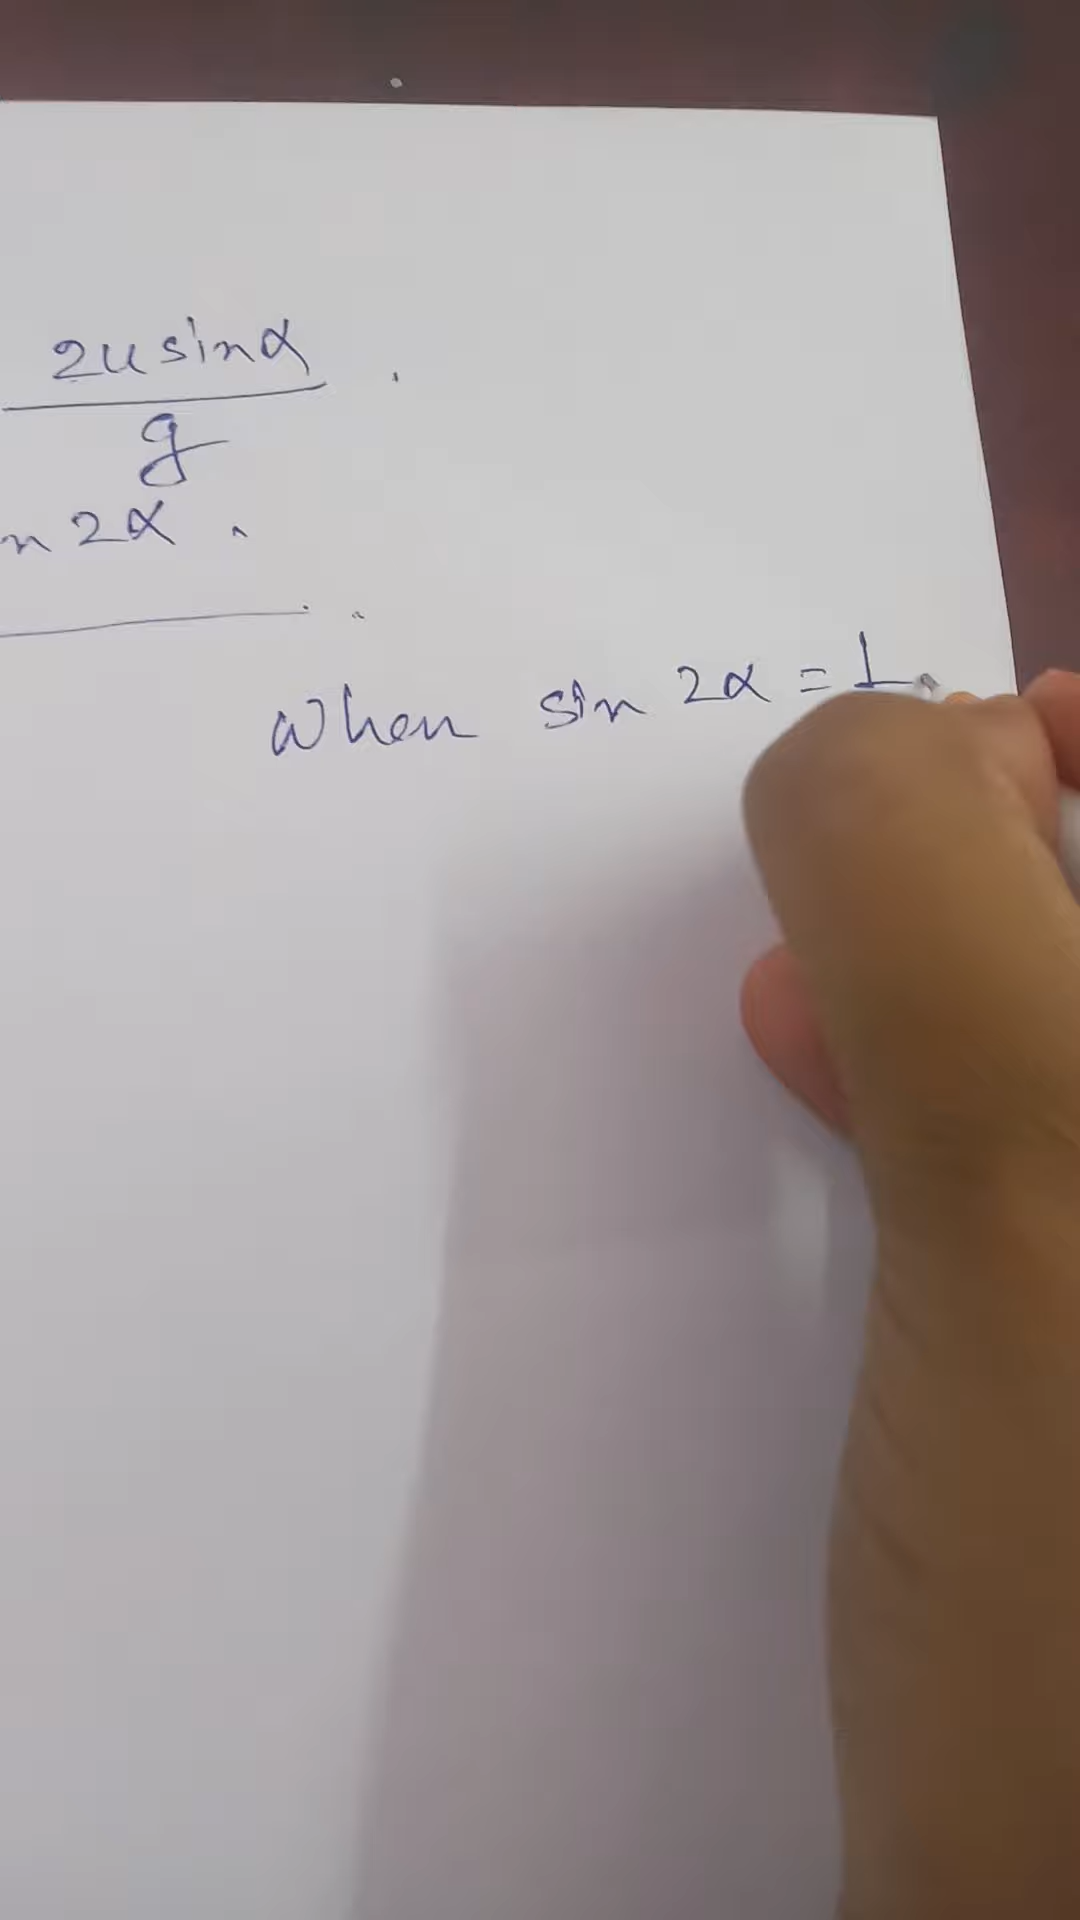 2u sinα
g
n 2α .
when sin 2α = 1.